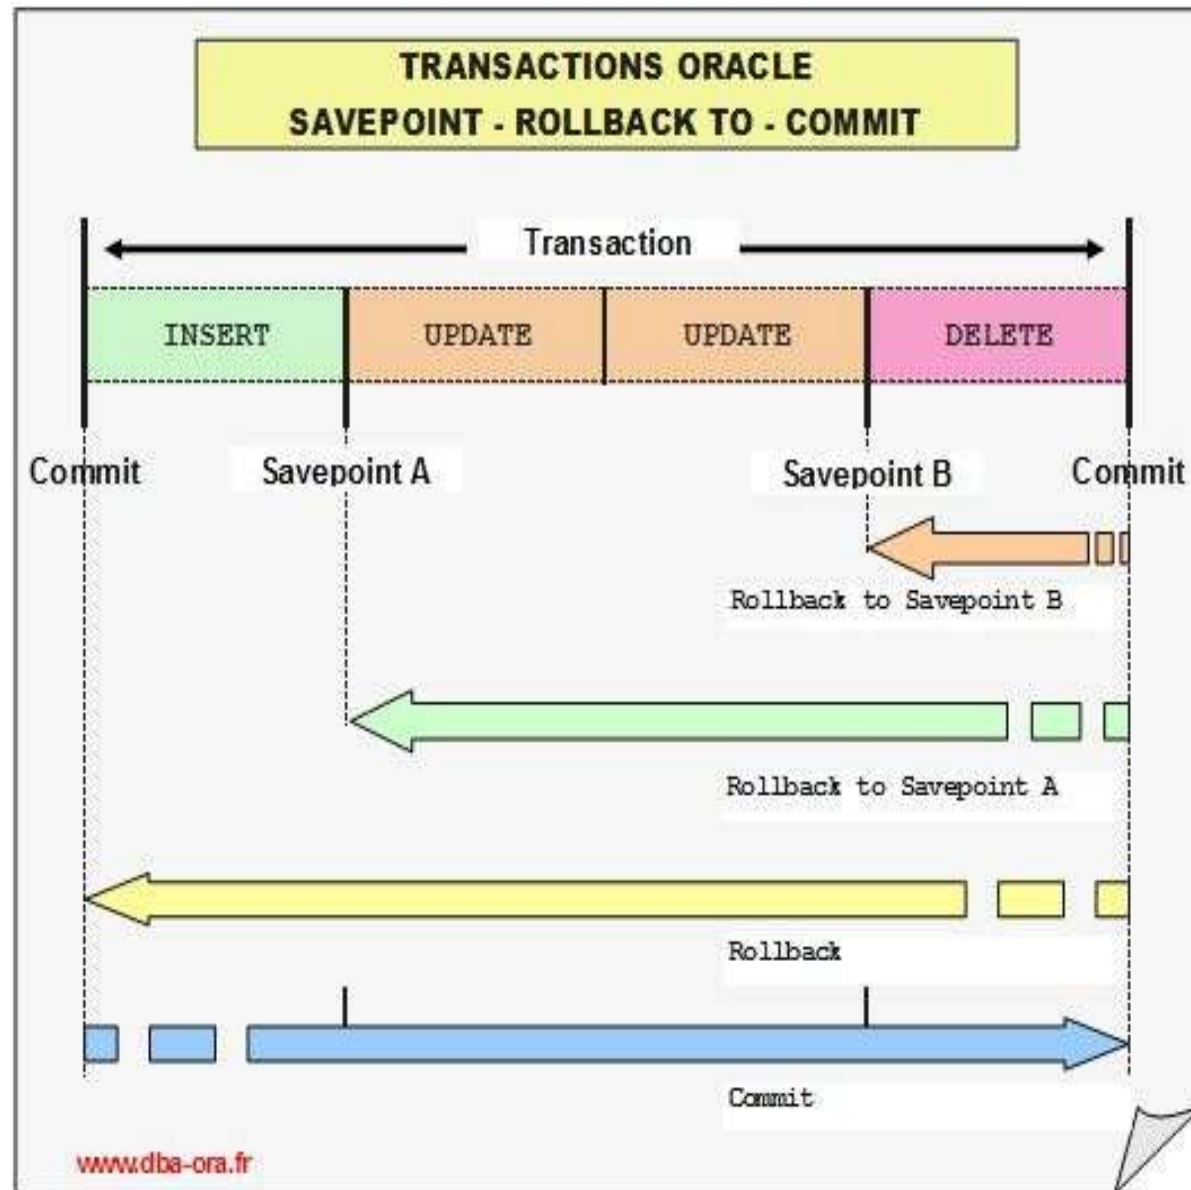 TRANSACTIONS ORACLE
SAVEPOINT - ROLLBACK TO - COMMIT
Transaction
INSERT UPDATE UPDATE DELETE
Commit Savepoint A Savepoint B Commit
Rollback to Savepoint B
Rollback to Savepoint A
Rollback
Commit
www.dba-ora.fr